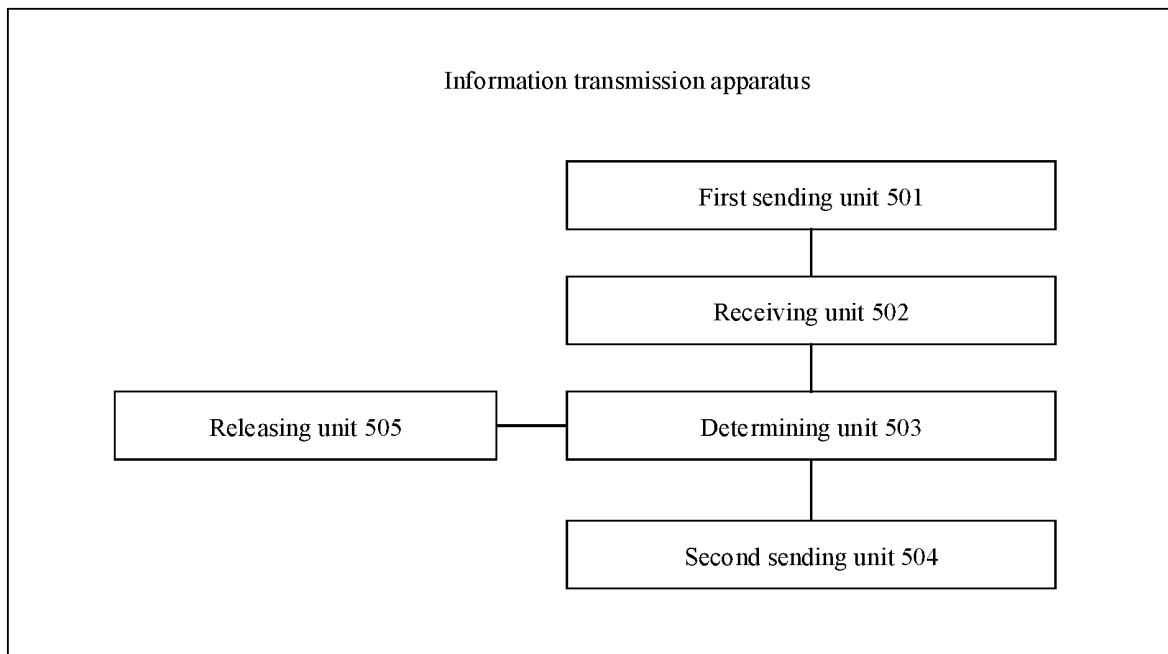 Information transmission apparatus
First sending unit 501
Receiving unit 502
Releasing unit 505
Determining unit 503
Second sending unit 504